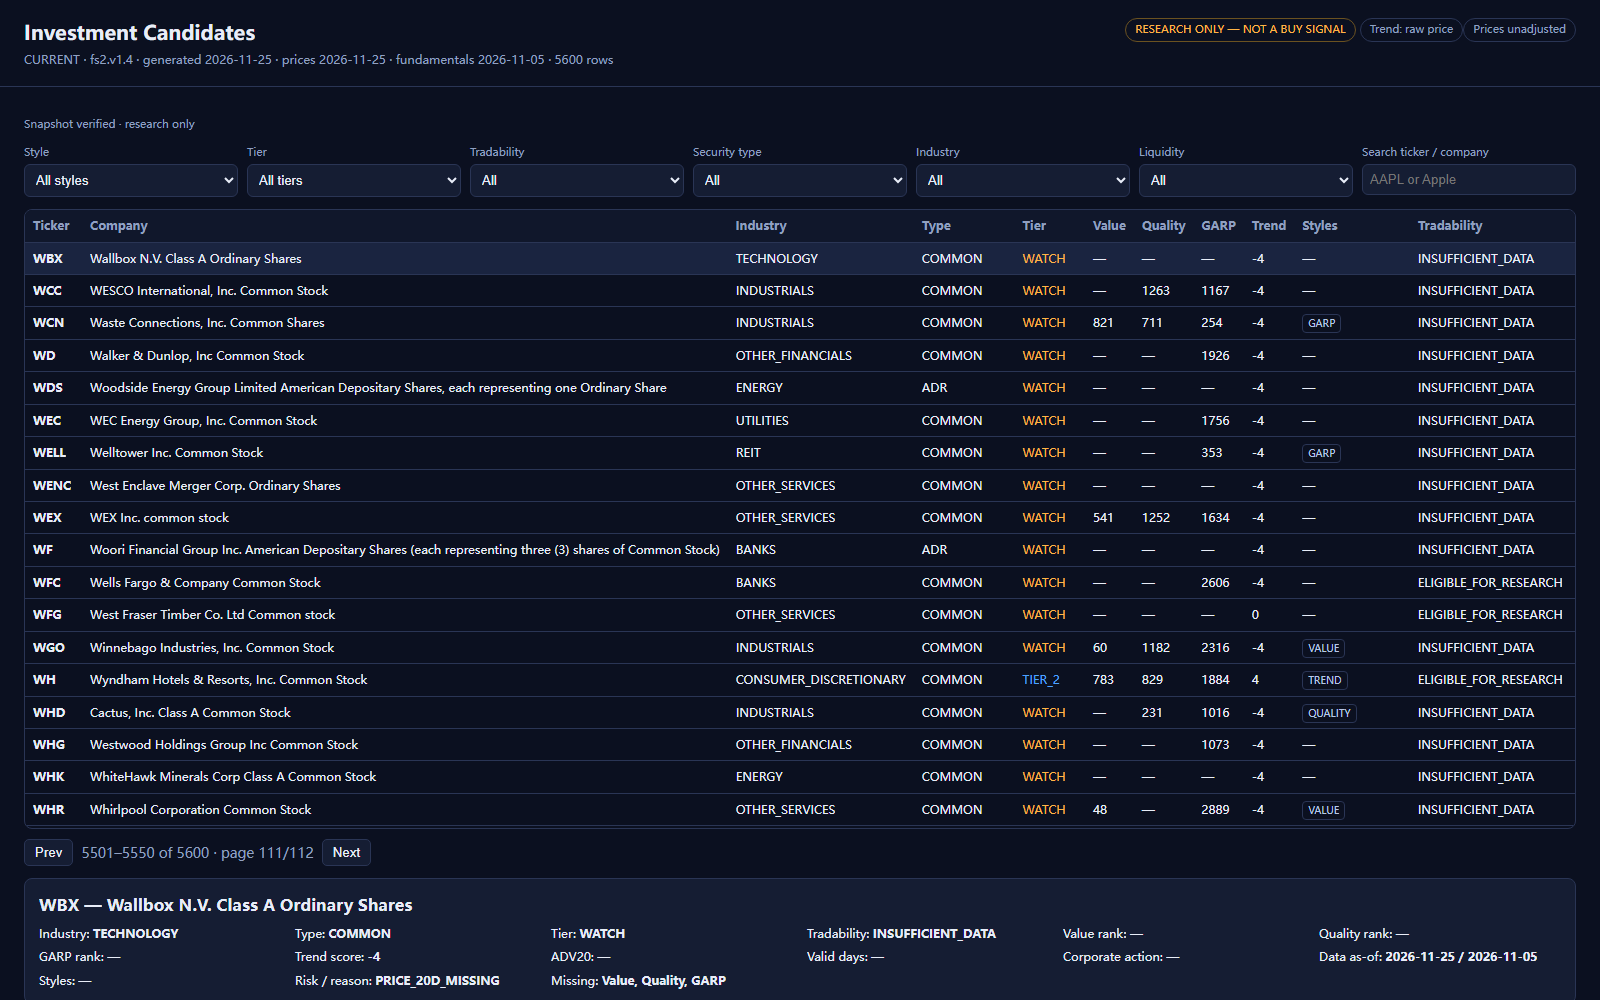 Investment Candidates
RESEARCH ONLY — NOT A BUY SIGNAL Trend: raw price Prices unadjusted
CURRENT · fs2.v1.4 · generated 2026-11-25 · prices 2026-11-25 · fundamentals 2026-11-05 · 5600 rows
Snapshot verified · research only
Style Tier Tradability Security type Industry Liquidity Search ticker / company
All styles All tiers All All All All AAPL or Apple
Ticker Company Industry Type Tier Value Quality GARP Trend Styles Tradability
WBX Wallbox N.V. Class A Ordinary Shares TECHNOLOGY COMMON WATCH — — — -4 — INSUFFICIENT_DATA
WCC WESCO International, Inc. Common Stock INDUSTRIALS COMMON WATCH — 1263 1167 -4 — INSUFFICIENT_DATA
WCN Waste Connections, Inc. Common Shares INDUSTRIALS COMMON WATCH 821 711 254 -4 GARP INSUFFICIENT_DATA
WD Walker & Dunlop, Inc Common Stock OTHER_FINANCIALS COMMON WATCH — — 1926 -4 — INSUFFICIENT_DATA
WDS Woodside Energy Group Limited American Depositary Shares, each representing one Ordinary Share ENERGY ADR WATCH — — — -4 — INSUFFICIENT_DATA
WEC WEC Energy Group, Inc. Common Stock UTILITIES COMMON WATCH — — 1756 -4 — INSUFFICIENT_DATA
WELL Welltower Inc. Common Stock REIT COMMON WATCH — — 353 -4 GARP INSUFFICIENT_DATA
WENC West Enclave Merger Corp. Ordinary Shares OTHER_SERVICES COMMON WATCH — — — -4 — INSUFFICIENT_DATA
WEX WEX Inc. common stock OTHER_SERVICES COMMON WATCH 541 1252 1634 -4 — INSUFFICIENT_DATA
WF Woori Financial Group Inc. American Depositary Shares (each representing three (3) shares of Common Stock) BANKS ADR WATCH — — — -4 — INSUFFICIENT_DATA
WFC Wells Fargo & Company Common Stock BANKS COMMON WATCH — — 2606 -4 — ELIGIBLE_FOR_RESEARCH
WFG West Fraser Timber Co. Ltd Common stock OTHER_SERVICES COMMON WATCH — — — 0 — ELIGIBLE_FOR_RESEARCH
WGO Winnebago Industries, Inc. Common Stock INDUSTRIALS COMMON WATCH 60 1182 2316 -4 VALUE INSUFFICIENT_DATA
WH Wyndham Hotels & Resorts, Inc. Common Stock CONSUMER_DISCRETIONARY COMMON TIER_2 783 829 1884 4 TREND ELIGIBLE_FOR_RESEARCH
WHD Cactus, Inc. Class A Common Stock INDUSTRIALS COMMON WATCH — 231 1016 -4 QUALITY INSUFFICIENT_DATA
WHG Westwood Holdings Group Inc Common Stock OTHER_FINANCIALS COMMON WATCH — — 1073 -4 — INSUFFICIENT_DATA
WHK WhiteHawk Minerals Corp Class A Common Stock ENERGY COMMON WATCH — — — -4 — INSUFFICIENT_DATA
WHR Whirlpool Corporation Common Stock OTHER_SERVICES COMMON WATCH 48 — 2889 -4 VALUE INSUFFICIENT_DATA
Prev 5501–5550 of 5600 · page 111/112 Next
WBX — Wallbox N.V. Class A Ordinary Shares
Industry: TECHNOLOGY Type: COMMON Tier: WATCH Tradability: INSUFFICIENT_DATA Value rank: — Quality rank: —
GARP rank: — Trend score: -4 ADV20: — Valid days: — Corporate action: — Data as-of: 2026-11-25 / 2026-11-05
Styles: — Risk / reason: PRICE_20D_MISSING Missing: Value, Quality, GARP